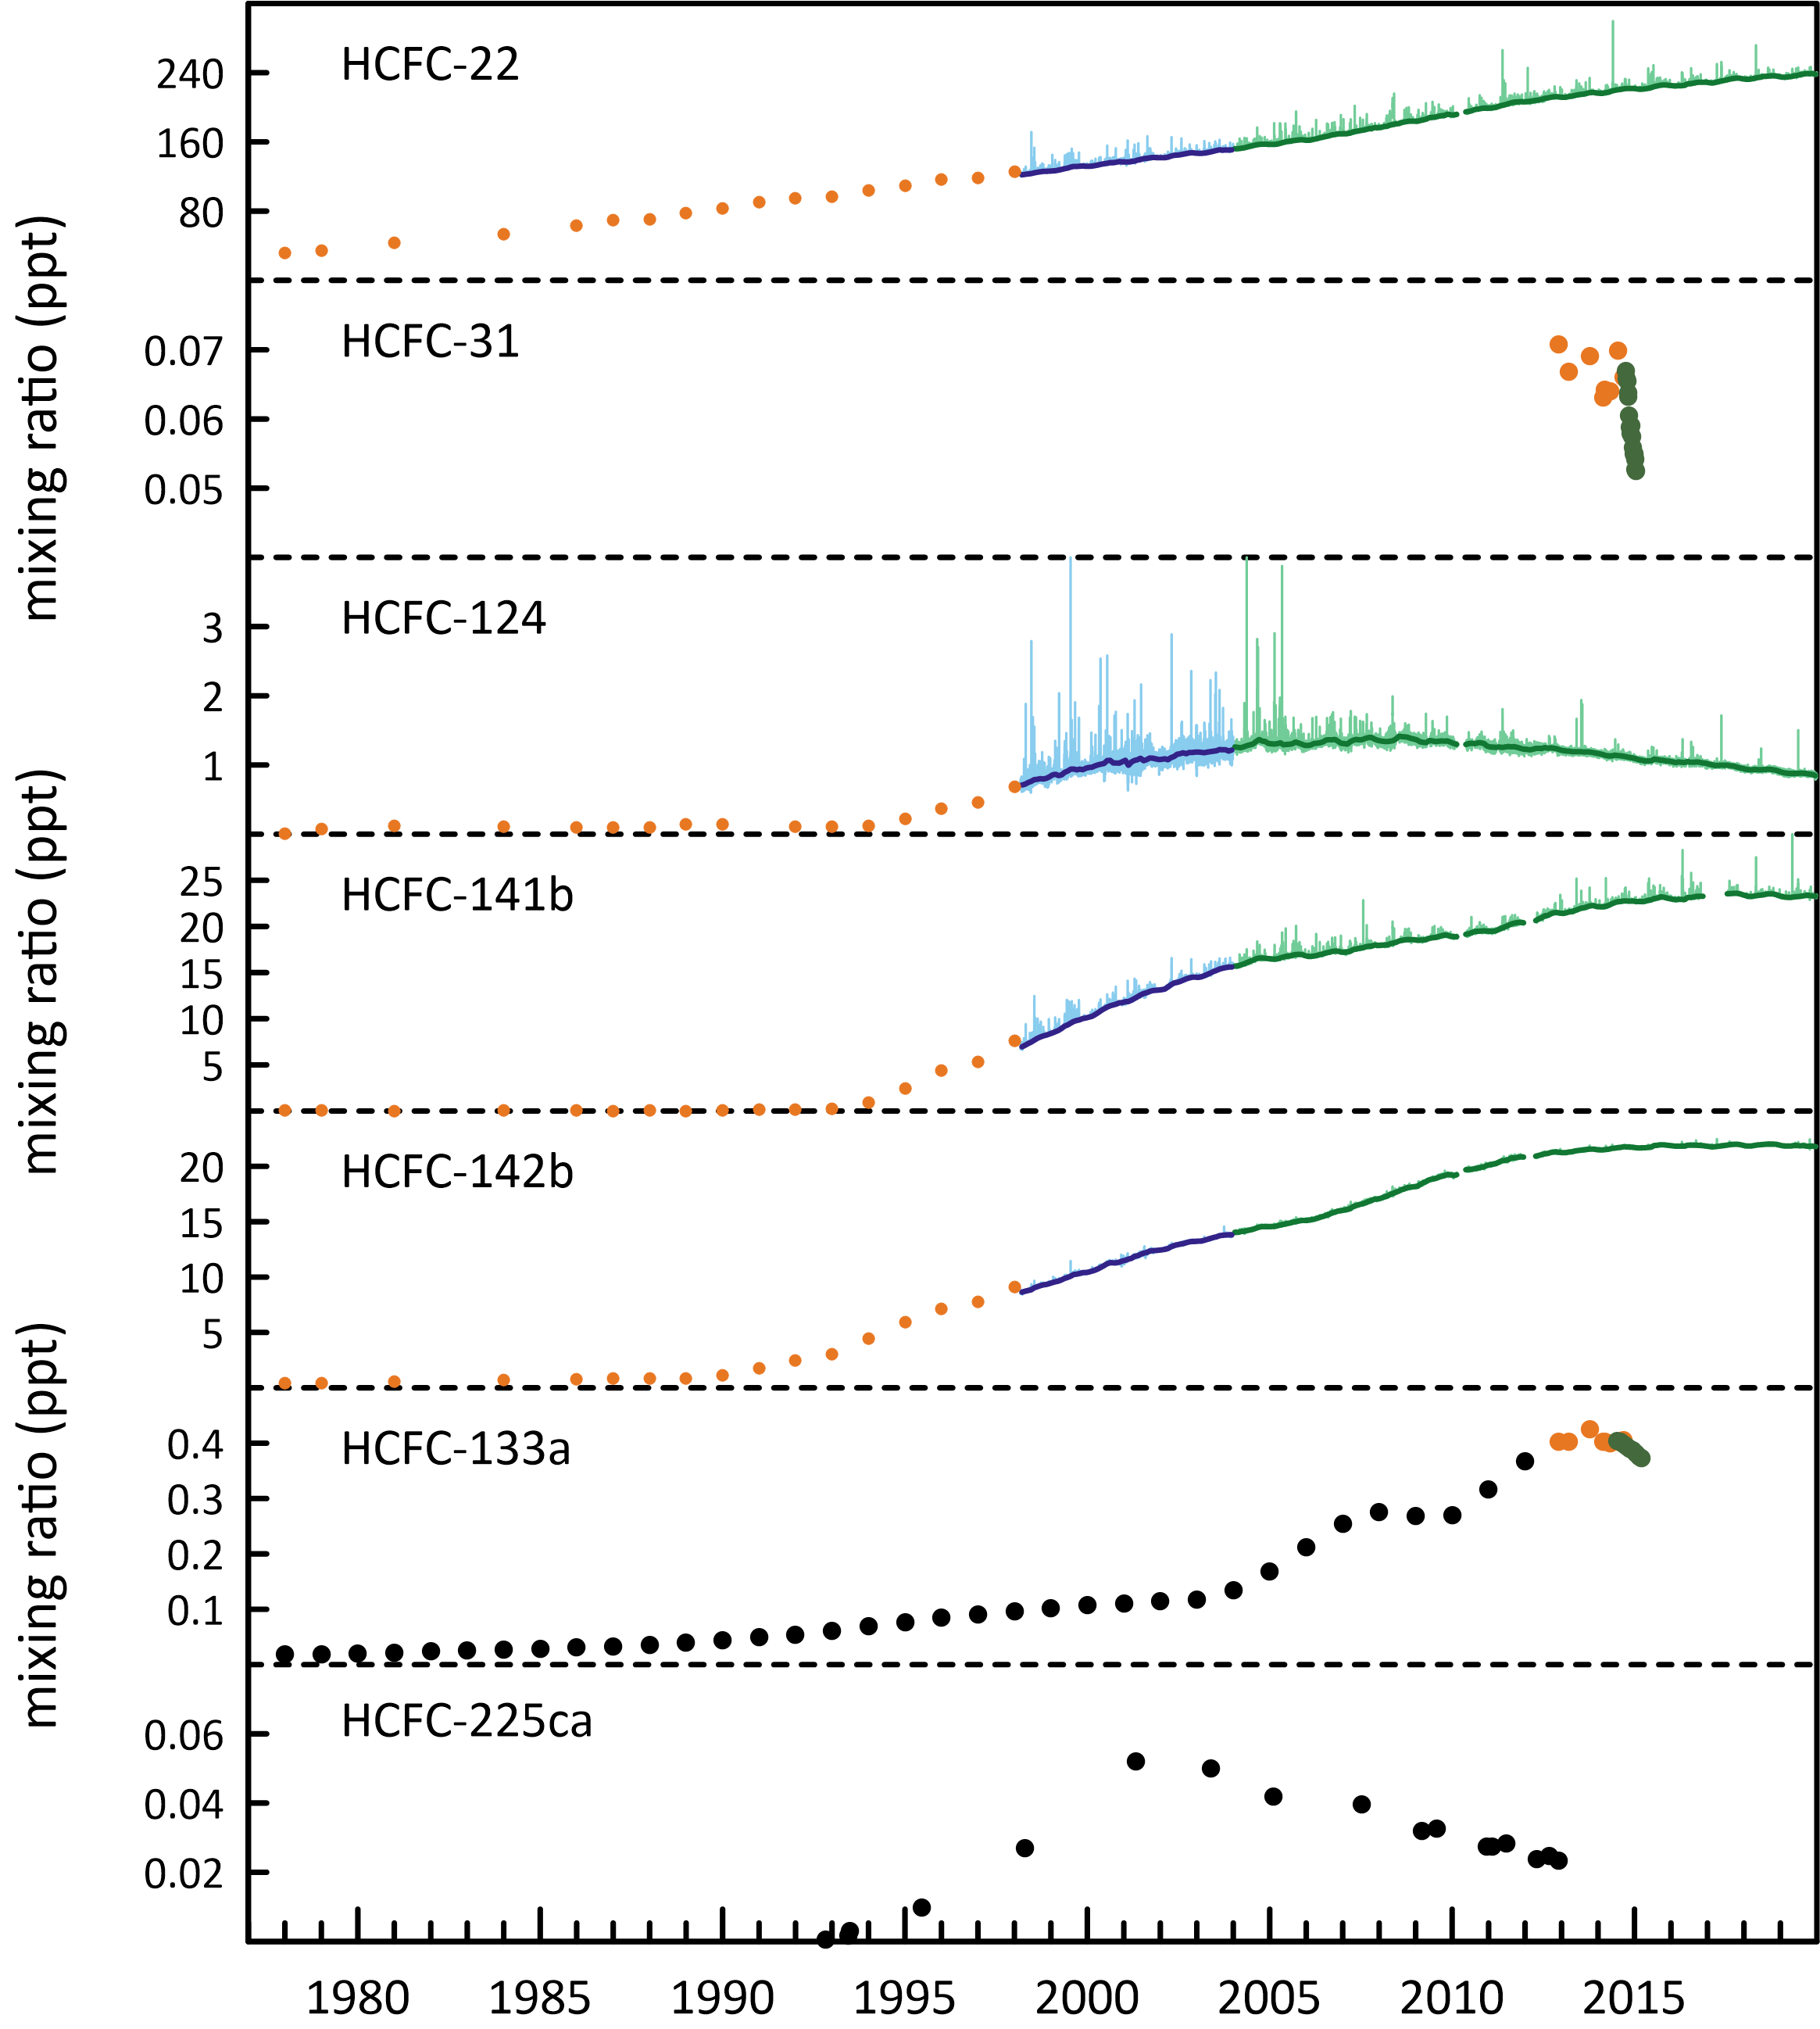 HCFC-22
240
160
80
mixing ratio (ppt)
HCFC-31
0.07
0.06
0.05
HCFC-124
3
2
1
mixing ratio (ppt)
HCFC-141b
25
20
15
10
5
HCFC-142b
20
15
10
5
mixing ratio (ppt)
HCFC-133a
0.4
0.3
0.2
0.1
HCFC-225ca
0.06
0.04
0.02
1980 1985 1990 1995 2000 2005 2010 2015